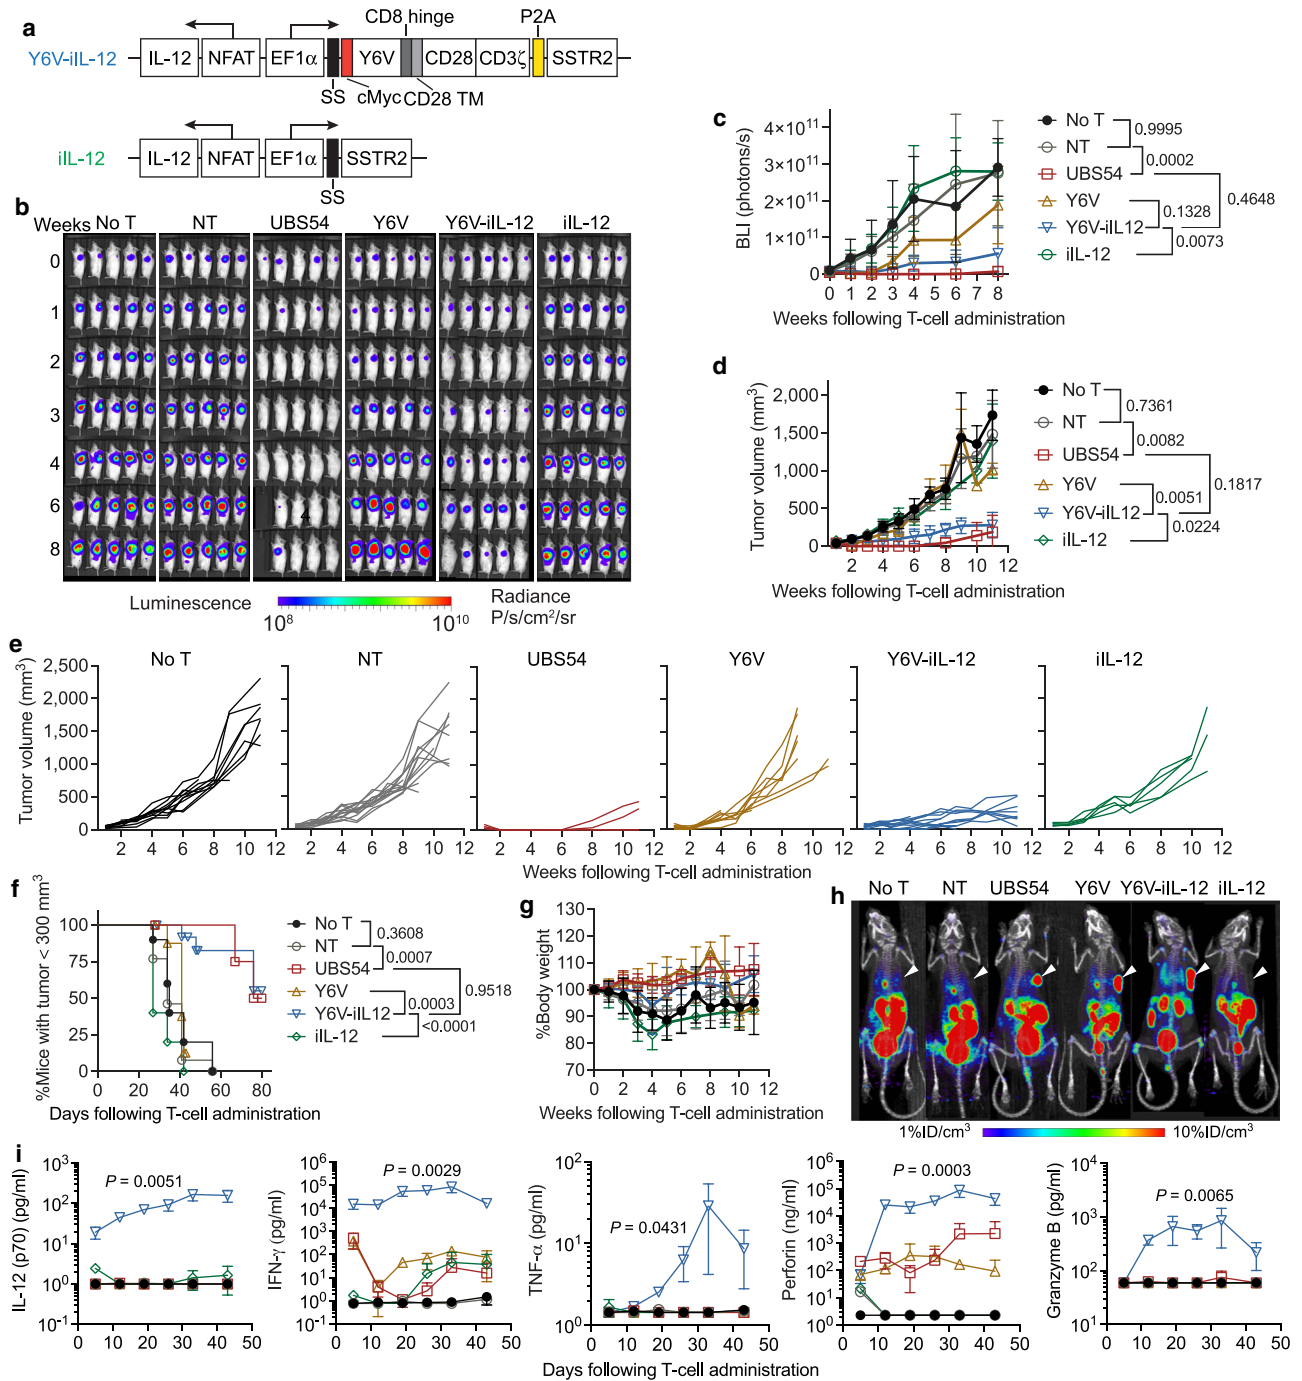 a
CD8 hinge
P2A
Y6V-iIL-12
IL-12
NFAT
EF1α
Y6V
CD28
CD3ζ
SSTR2
SS
cMyc
CD28 TM
iIL-12
IL-12
NFAT
EF1α
SSTR2
SS
b
Weeks
No T
NT
UBS54
Y6V
Y6V-iIL-12
iIL-12
0
1
2
3
4
6
8
Luminescence
10⁸
10¹⁰
Radiance
P/s/cm²/sr
c
BLI (photons/s)
4×10¹¹
3×10¹¹
2×10¹¹
1×10¹¹
0
0 1 2 3 4 5 6 7 8
Weeks following T-cell administration
No T
NT
UBS54
Y6V
Y6V-iIL12
iIL-12
0.9995
0.0002
0.1328
0.0073
0.4648
d
Tumor volume (mm³)
2,000
1,500
1,000
500
0
0 2 4 6 8 10 12
Weeks following T-cell administration
No T
NT
UBS54
Y6V
Y6V-iIL12
iIL-12
0.7361
0.0082
0.0051
0.0224
0.1817
e
No T
NT
UBS54
Y6V
Y6V-iIL-12
iIL-12
Tumor volume (mm³)
2,500
2,000
1,500
1,000
500
0
2 4 6 8 10 12
2 4 6 8 10 12
2 4 6 8 10 12
2 4 6 8 10 12
2 4 6 8 10 12
2 4 6 8 10 12
Weeks following T-cell administration
f
%Mice with tumor < 300 mm³
100
75
50
25
0
0 20 40 60 80
Days following T-cell administration
No T
NT
UBS54
Y6V
Y6V-iIL12
iIL-12
0.3608
0.0007
0.0003
<0.0001
0.9518
g
%Body weight
130
120
110
100
90
80
70
0 2 4 6 8 10 12
Weeks following T-cell administration
h
No T
NT
UBS54
Y6V
Y6V-iIL-12
iIL-12
1%ID/cm³
10%ID/cm³
i
IL-12 (p70) (pg/ml)
10³
10²
10¹
10⁰
10⁻¹
P = 0.0051
0 10 20 30 40 50
IFN-γ (pg/ml)
10⁶
10⁵
10⁴
10³
10²
10¹
10⁰
10⁻¹
P = 0.0029
0 10 20 30 40 50
TNF-α (pg/ml)
10²
10¹
10⁰
P = 0.0431
0 10 20 30 40 50
Perforin (ng/ml)
10⁶
10⁵
10⁴
10³
10²
10¹
10⁰
P = 0.0003
0 10 20 30 40 50
Granzyme B (pg/ml)
10³
10²
10¹
P = 0.0065
0 10 20 30 40 50
Days following T-cell administration